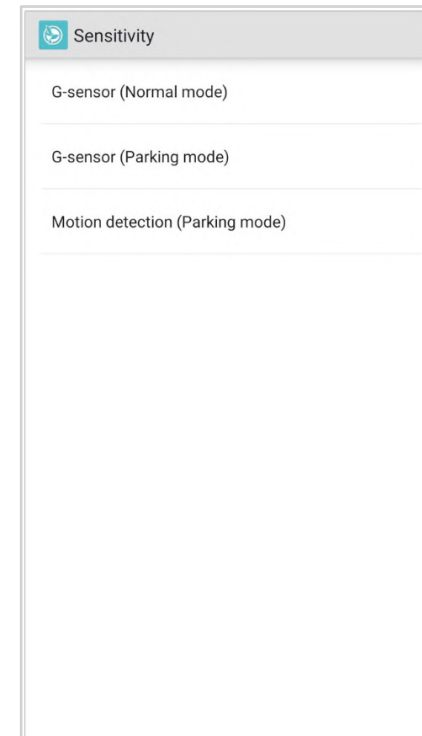 Sensitivity
G-sensor (Normal mode)
G-sensor (Parking mode)
Motion detection (Parking mode)